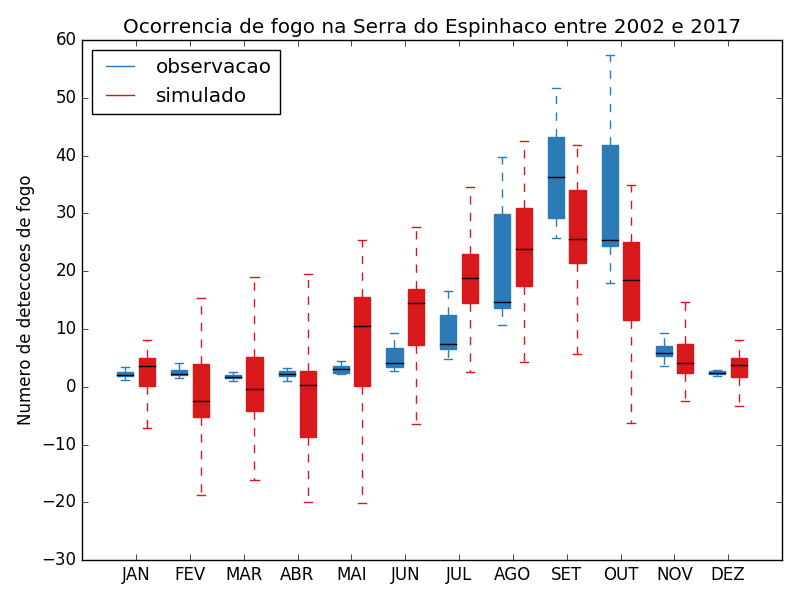 Ocorrencia de fogo na Serra do Espinhaco entre 2002 e 2017
observacao
simulado
Numero de deteccoes de fogo
60
50
40
30
20
10
0
−10
−20
−30
JAN FEV MAR ABR MAI JUN JUL AGO SET OUT NOV DEZ